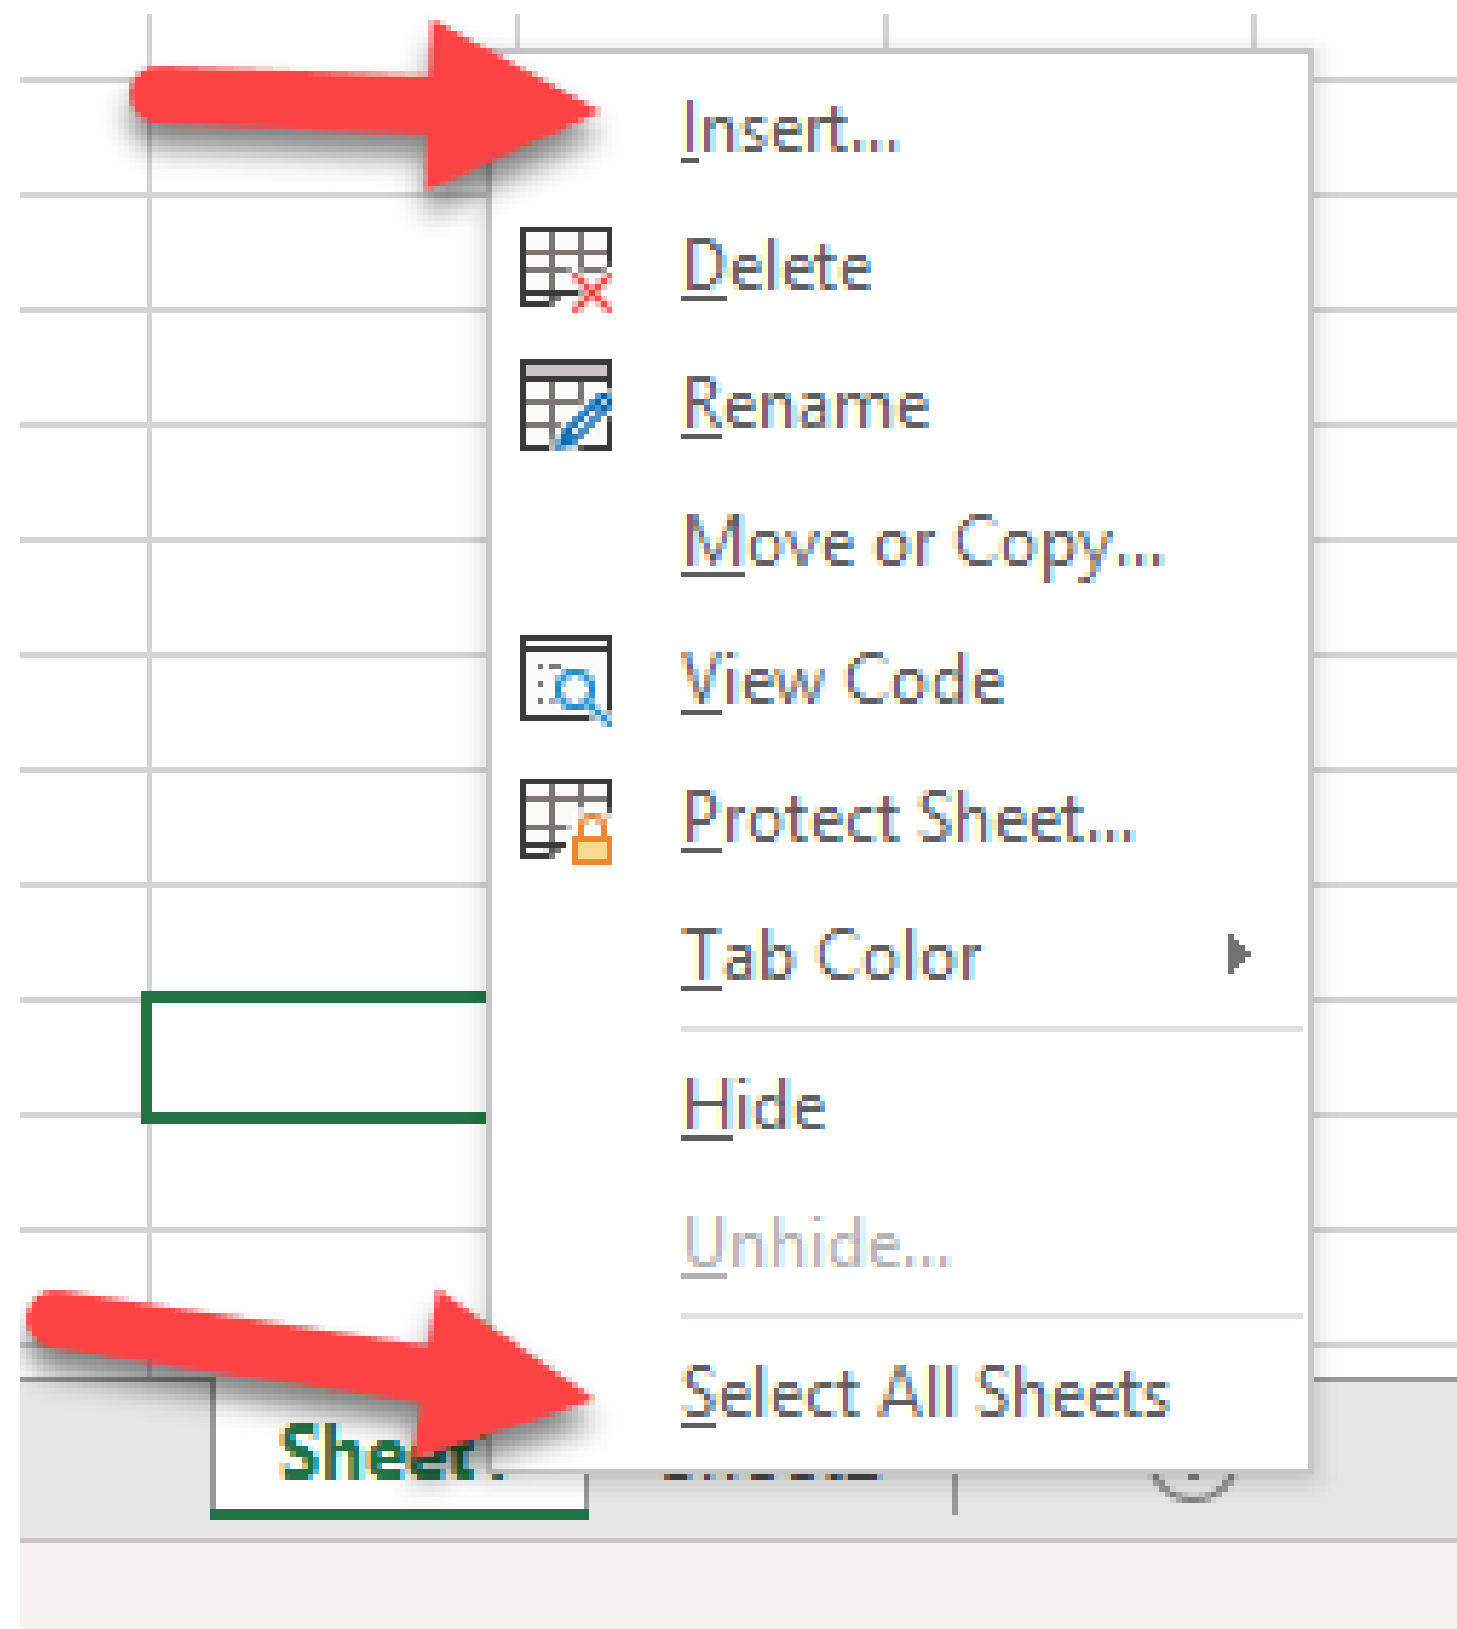 Insert...
Delete
Rename
Move or Copy...
View Code
Protect Sheet...
Tab Color
Hide
Unhide...
Select All Sheets